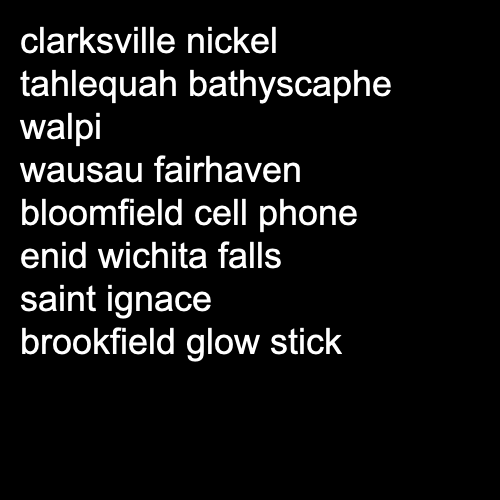 clarksville nickel
tahlequah bathyscaphe
walpi
wausau fairhaven
bloomfield cell phone
enid wichita falls
saint ignace
brookfield glow stick